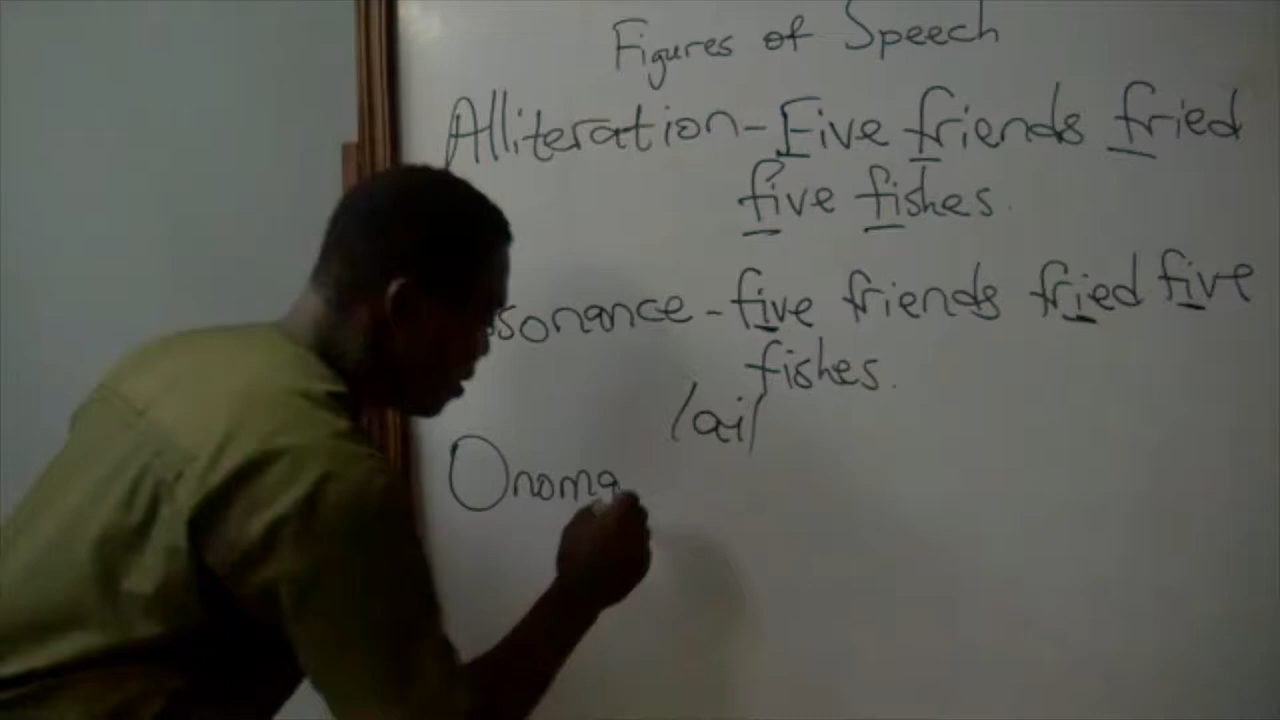 Figures of Speech
Alliteration - Five friends fried
five fishes.
ssonance - five friends fried five
fishes.
/ai/
Onoma